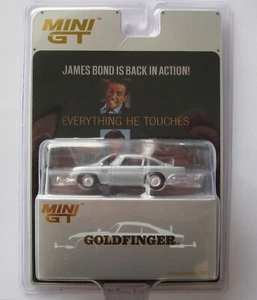 MINI
GT
JAMES BOND IS BACK IN ACTION!
EVERYTHING HE TOUCHES
MINI
GT
GOLDFINGER